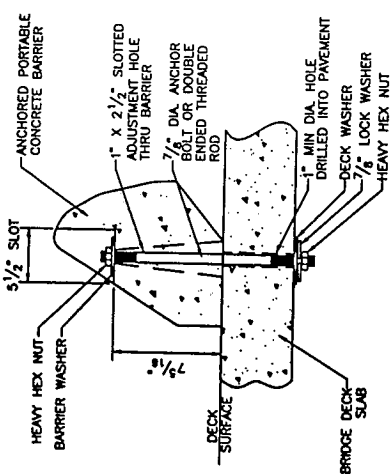 ANCHORED PORTABLE
CONCRETE BARRIER
1" X 2 1/2" SLOTTED
ADJUSTMENT HOLE
THRU BARRIER
7/8" DIA. ANCHOR
BOLT OR DOUBLE
ENDED THREADED
ROD
1" MIN DIA. HOLE
DRILLED INTO PAVEMENT
DECK WASHER
7/8" LOCK WASHER
HEAVY HEX NUT
5 1/2" SLOT
HEAVY HEX NUT
BARRIER WASHER
7 5/16"
DECK
SURFACE
BRIDGE DECK
SLAB